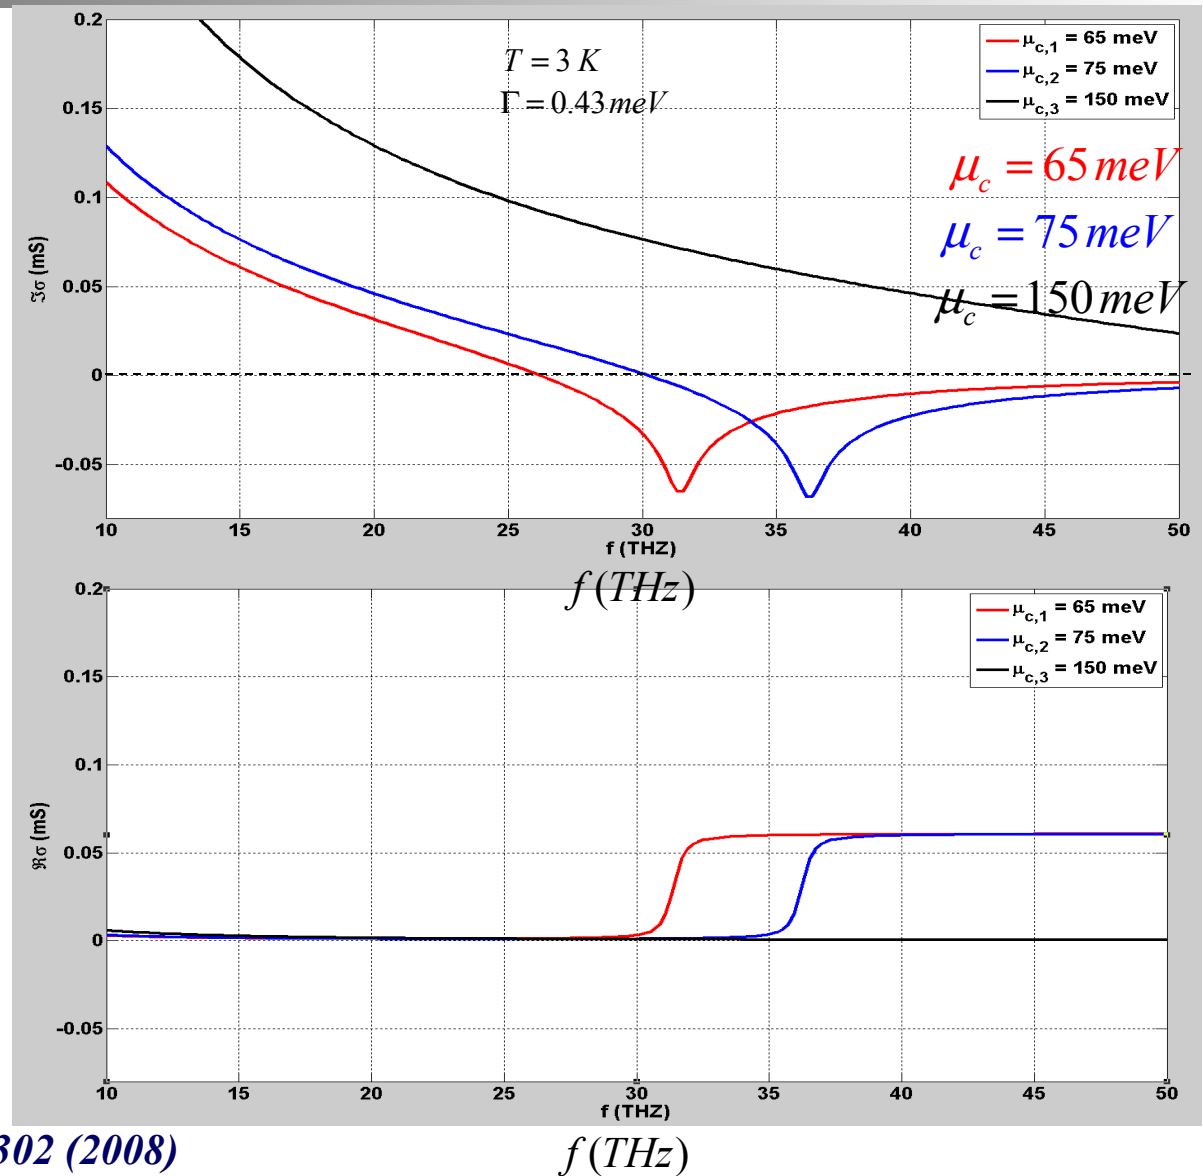 0.2
0.15
0.1
0.05
0
-0.05
ℑσ (mS)
T = 3 K
Γ = 0.43 meV
μc,1 = 65 meV
μc,2 = 75 meV
μc,3 = 150 meV
μc = 65 meV
μc = 75 meV
μc = 150 meV
10 15 20 25 30 35 40 45 50
f (THZ)
f (THz)
0.2
0.15
0.1
0.05
0
-0.05
ℜσ (mS)
μc,1 = 65 meV
μc,2 = 75 meV
μc,3 = 150 meV
10 15 20 25 30 35 40 45 50
f (THZ)
302 (2008)
f (THz)